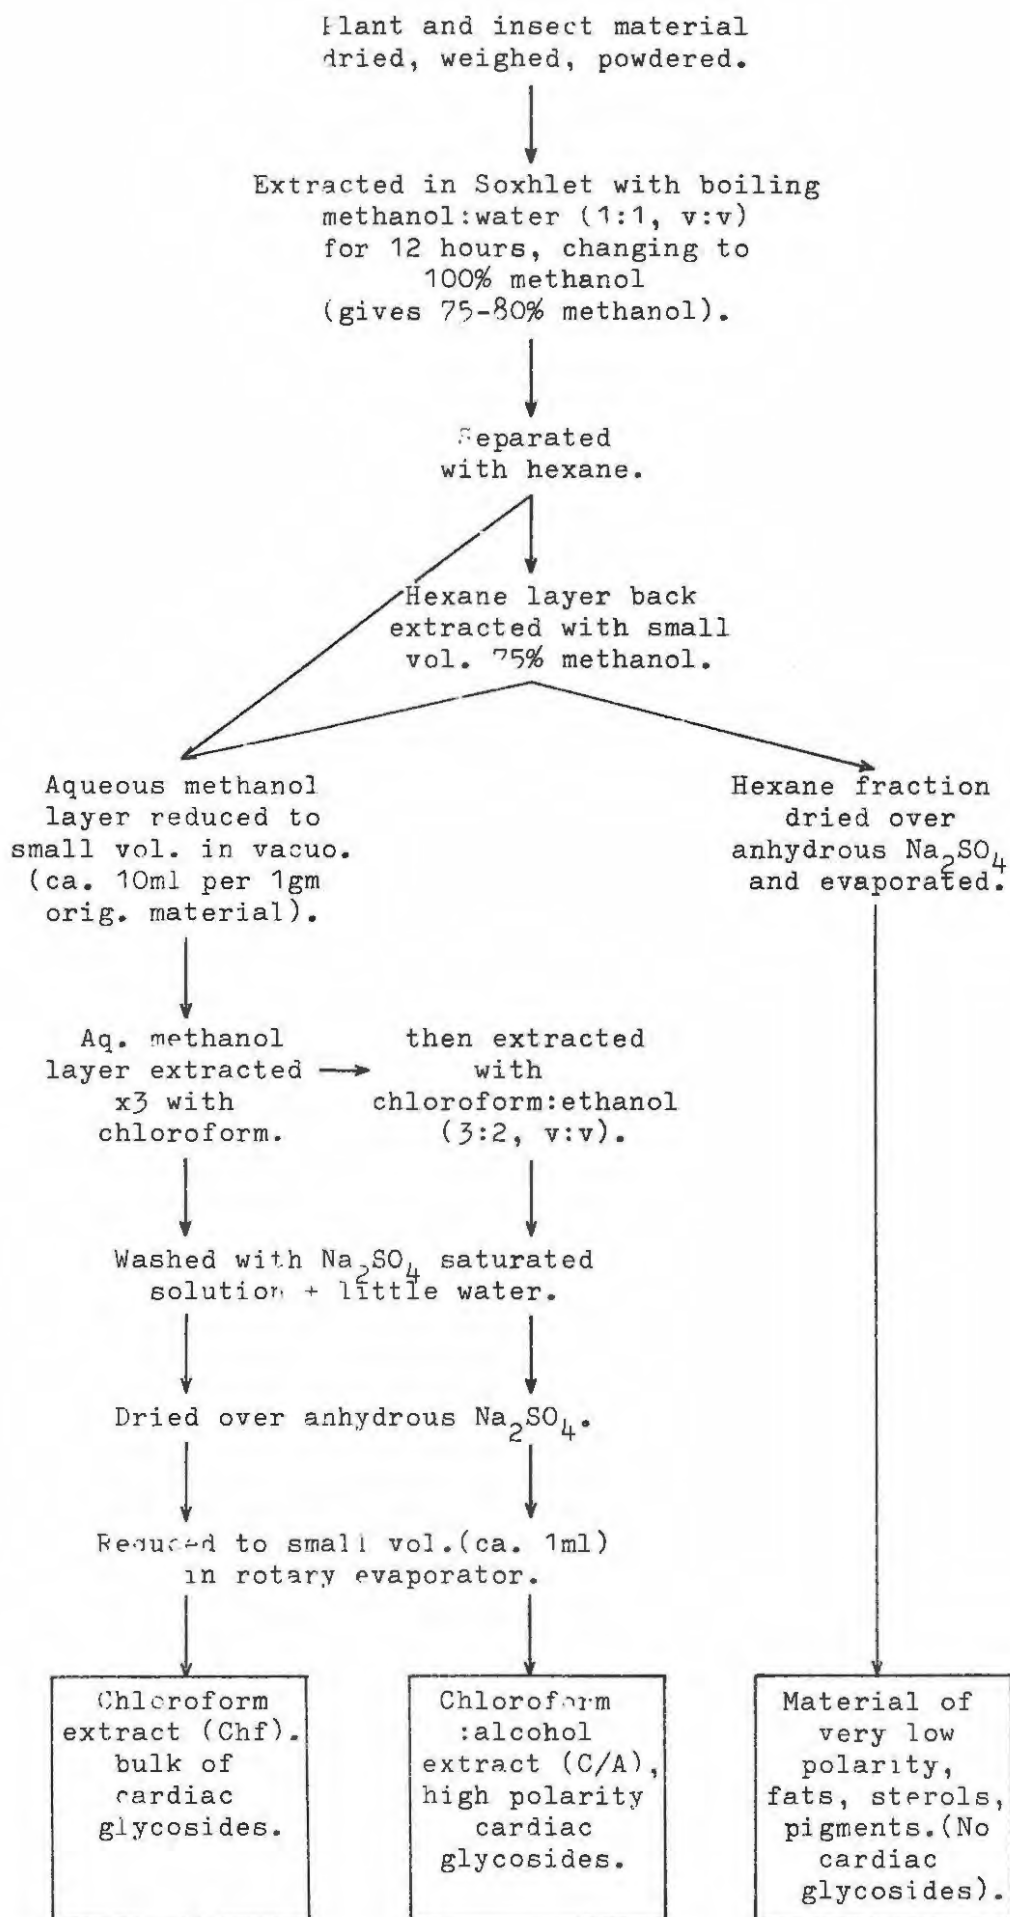 Plant and insect material
dried, weighed, powdered.
Extracted in Soxhlet with boiling
methanol:water (1:1, v:v)
for 12 hours, changing to
100% methanol
(gives 75-80% methanol).
Separated
with hexane.
Hexane layer back
extracted with small
vol. 75% methanol.
Aqueous methanol
layer reduced to
small vol. in vacuo.
(ca. 10ml per 1gm
orig. material).
Hexane fraction
dried over
anhydrous Na₂SO₄
and evaporated.
Aq. methanol
layer extracted
x3 with
chloroform.
then extracted
with
chloroform:ethanol
(3:2, v:v).
Washed with Na₂SO₄ saturated
solution + little water.
Dried over anhydrous Na₂SO₄.
Reduced to small vol.(ca. 1ml)
in rotary evaporator.
Chloroform
extract (Chf).
bulk of
cardiac
glycosides.
Chloroform
:alcohol
extract (C/A),
high polarity
cardiac
glycosides.
Material of
very low
polarity,
fats, sterols,
pigments.(No
cardiac
glycosides).